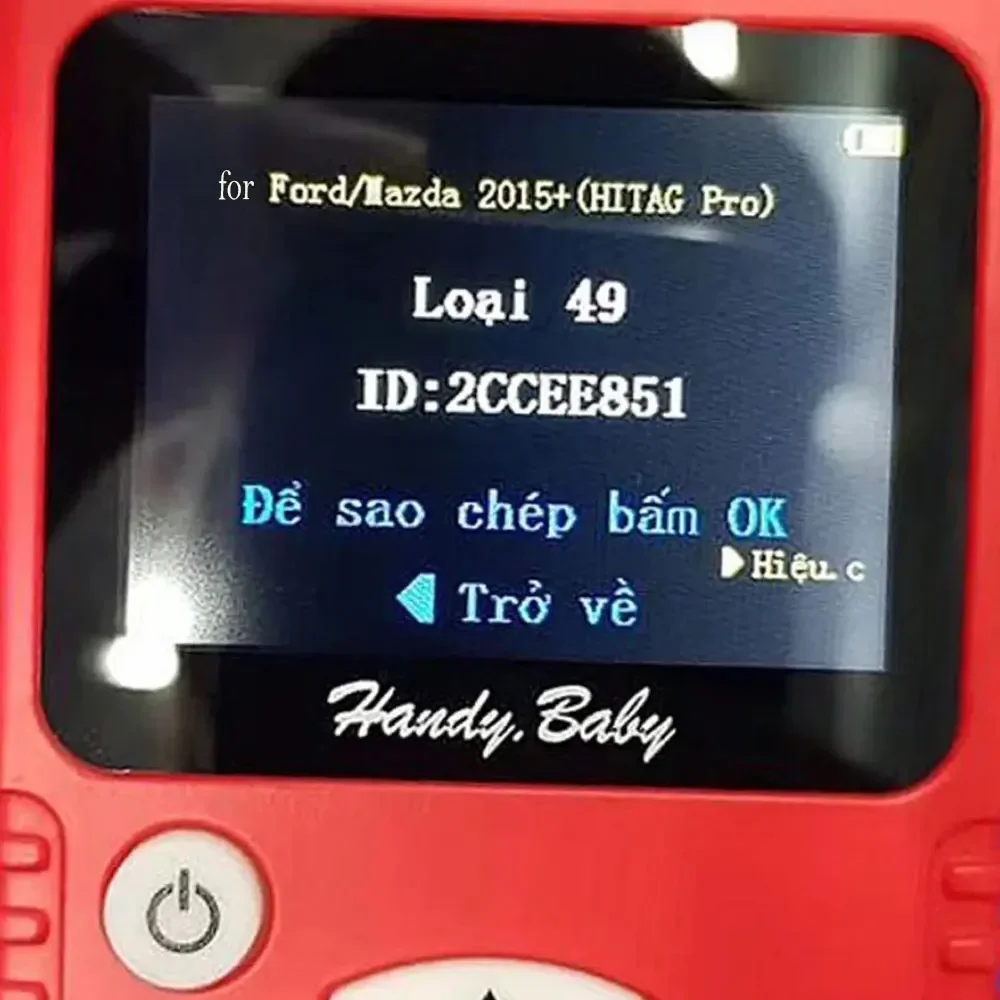 for Ford/Mazda 2015+(HITAG Pro)
Loại 49
ID:2CCEE851
Để sao chép bấm OK
▶Hiệu. c
◀ Trở về
Handy.Baby